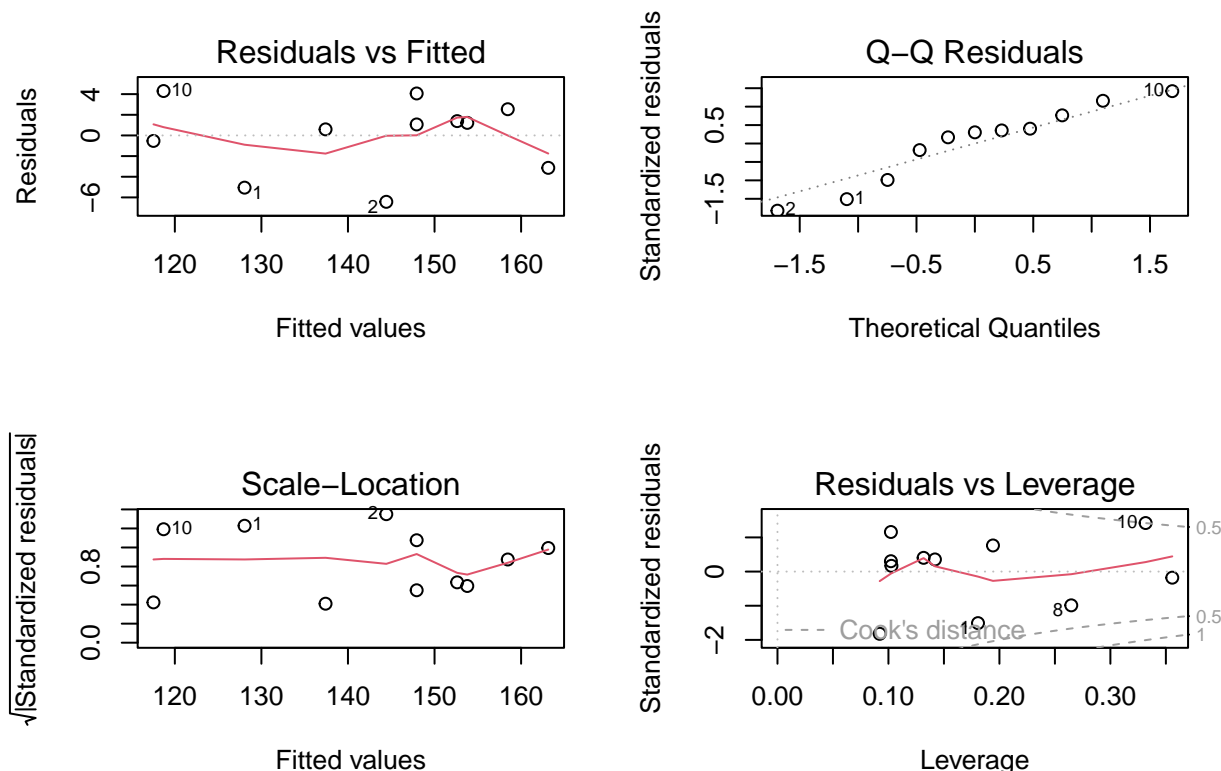 Residuals vs Fitted
Residuals
4
0
−6
10
1
2
120 130 140 150 160
Fitted values
Q−Q Residuals
Standardized residuals
0.5
−1.5
2
1
10
−1.5 −0.5 0.5 1.5
Theoretical Quantiles
Scale−Location
√|Standardized residuals|
0.8
0.0
10
1
2
120 130 140 150 160
Fitted values
Residuals vs Leverage
Standardized residuals
0
−2
10
8
1
0.5
0.5
1
Cook's distance
0.00 0.10 0.20 0.30
Leverage